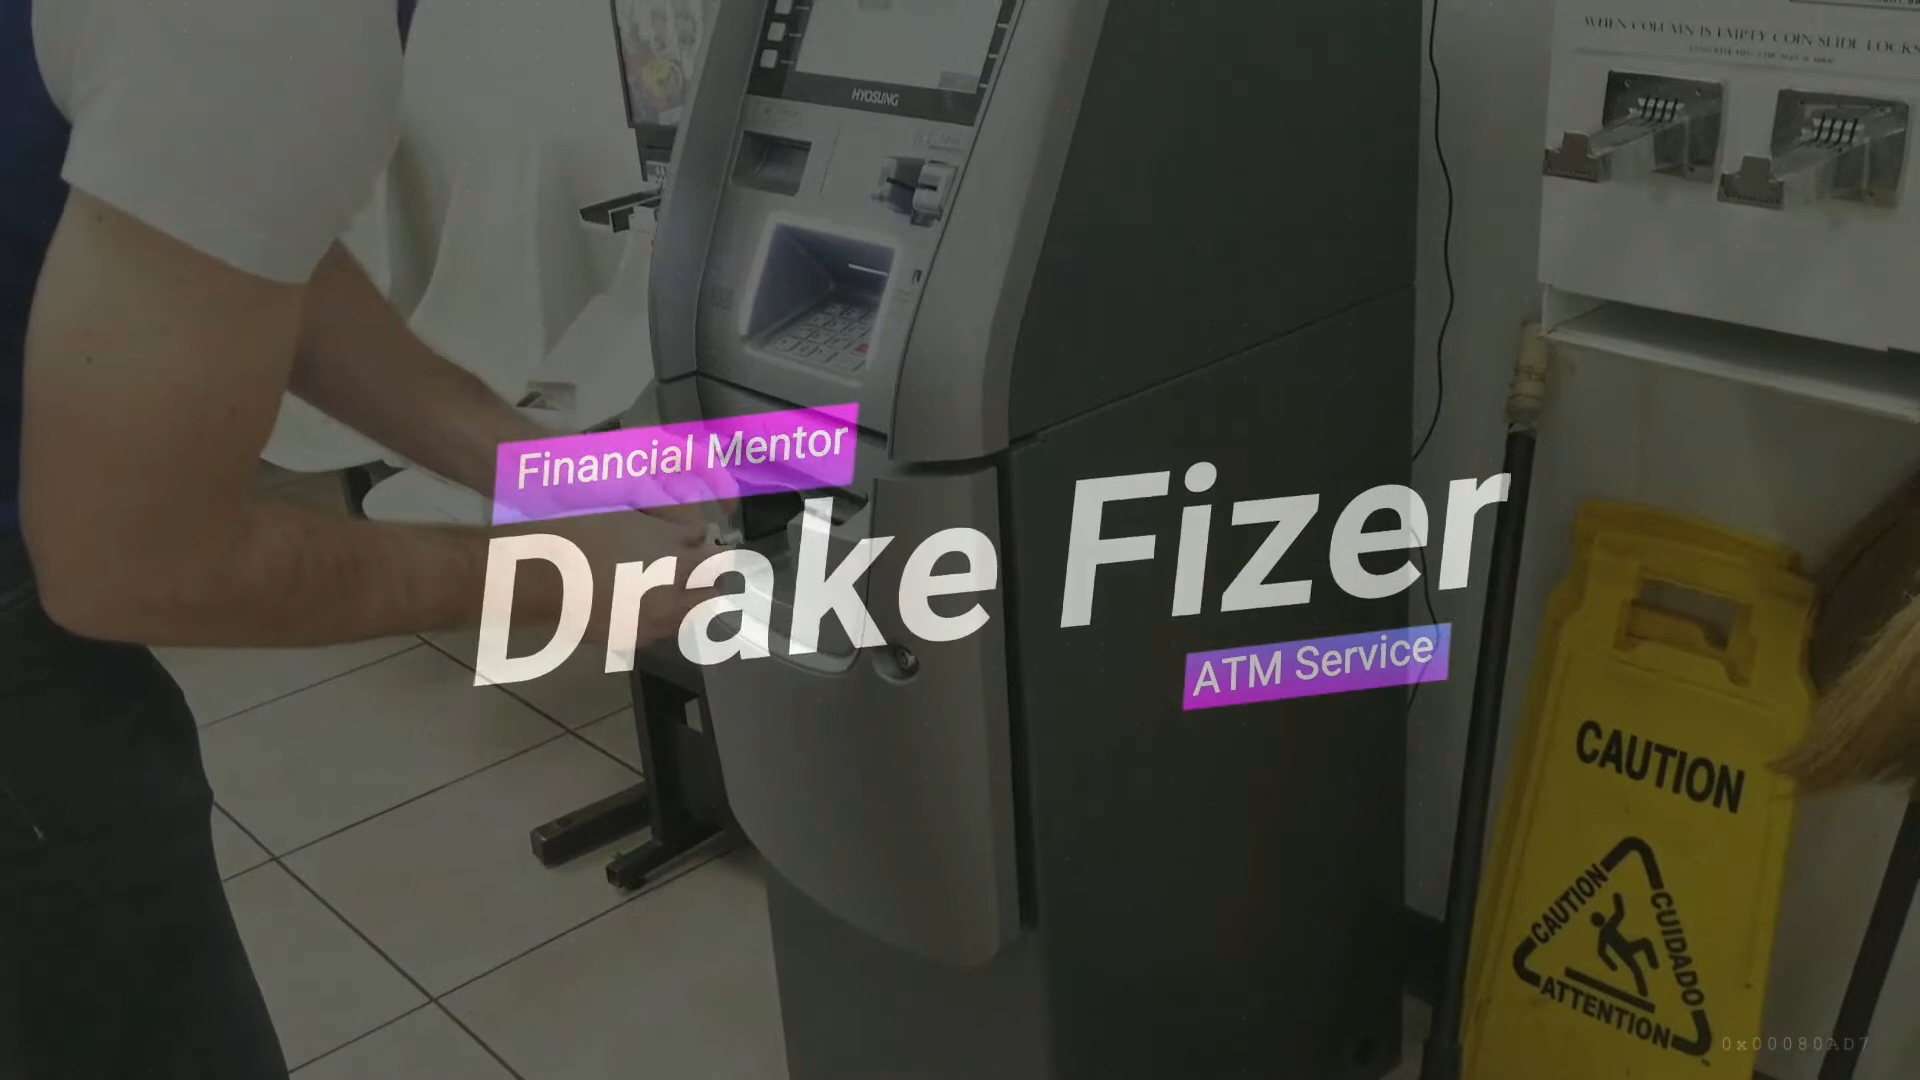 WHEN COLUMN IS EMPTY COIN SLIDE LOCKS
HYOSUNG
Financial Mentor
Drake Fizer
ATM Service
CAUTION
CAUTION
CUIDADO
ATTENTION
0x00080AD7